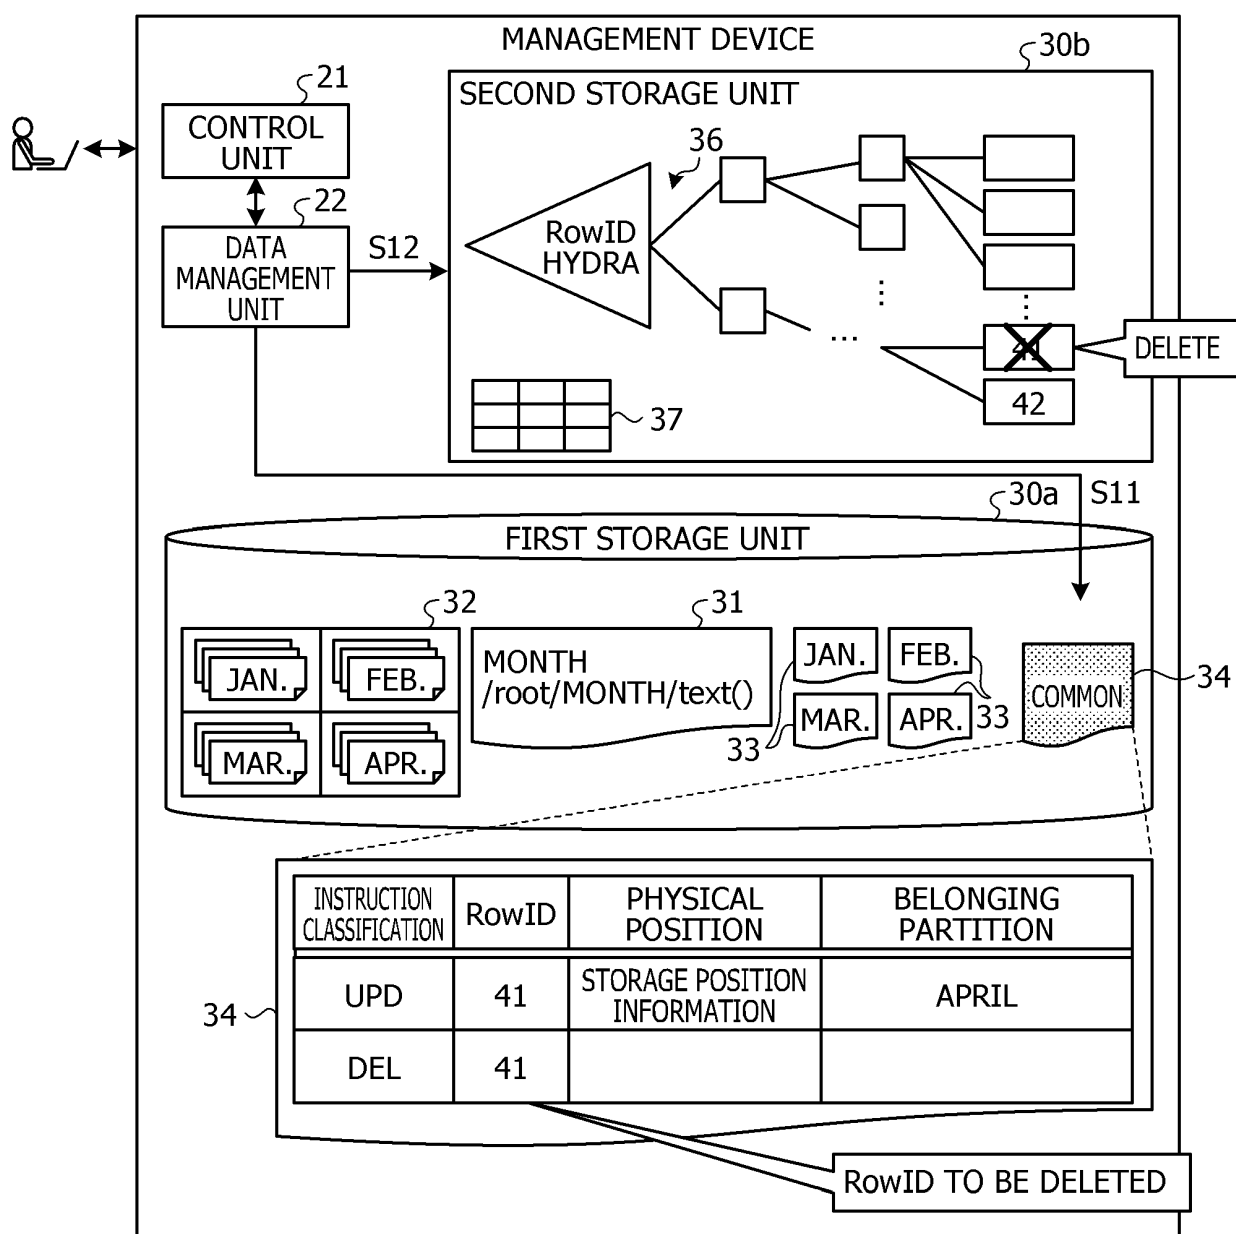 MANAGEMENT DEVICE
30b
21
SECOND STORAGE UNIT
CONTROL
UNIT
36
22
DATA
MANAGEMENT
UNIT
S12
RowID
HYDRA
⋮
⋮
...
41
DELETE
42
37
30a
S11
FIRST STORAGE UNIT
32
31
JAN.
FEB.
MAR.
APR.
MONTH
/root/MONTH/text()
JAN.
FEB.
MAR.
APR.
33
33
COMMON
34
INSTRUCTION
CLASSIFICATION
RowID
PHYSICAL
POSITION
BELONGING
PARTITION
34
UPD
41
STORAGE POSITION
INFORMATION
APRIL
DEL
41
RowID TO BE DELETED